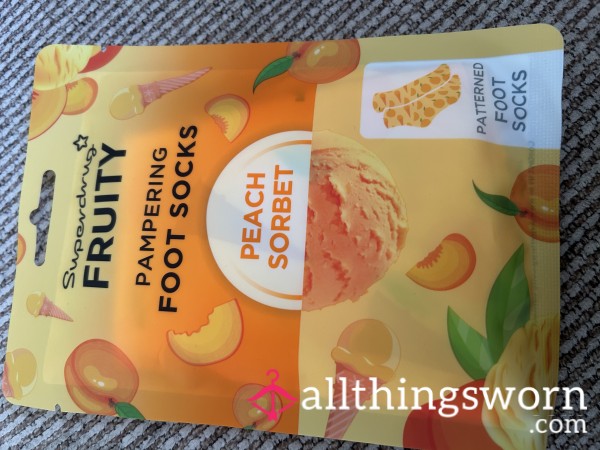 Superdrug
FRUITY
PAMPERING
FOOT SOCKS
PEACH
SORBET
PATTERNED
FOOT
SOCKS
allthingsworn
.com